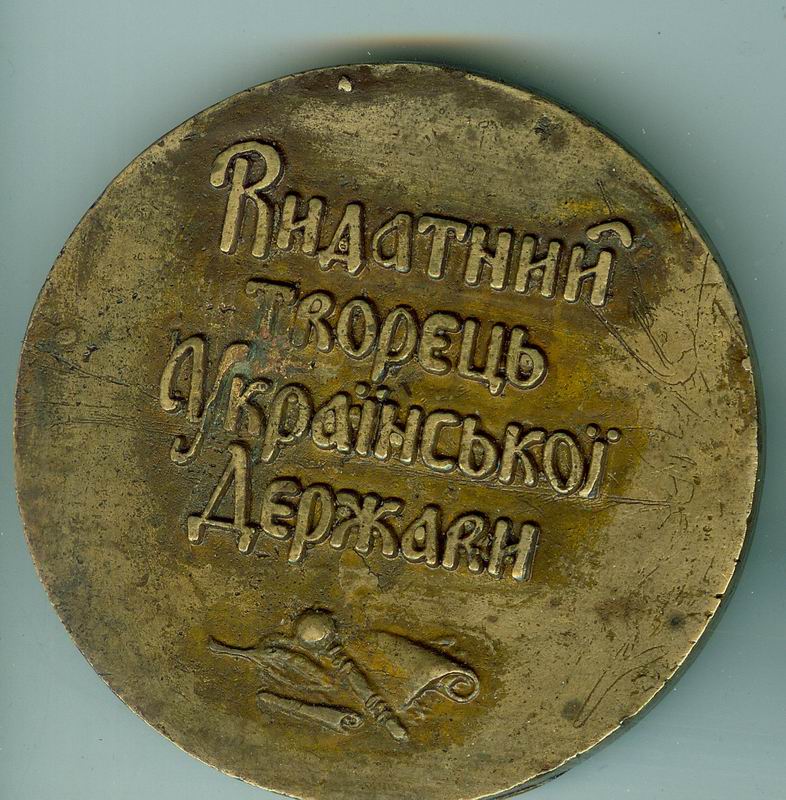 Видатний
творець
Української
Держави